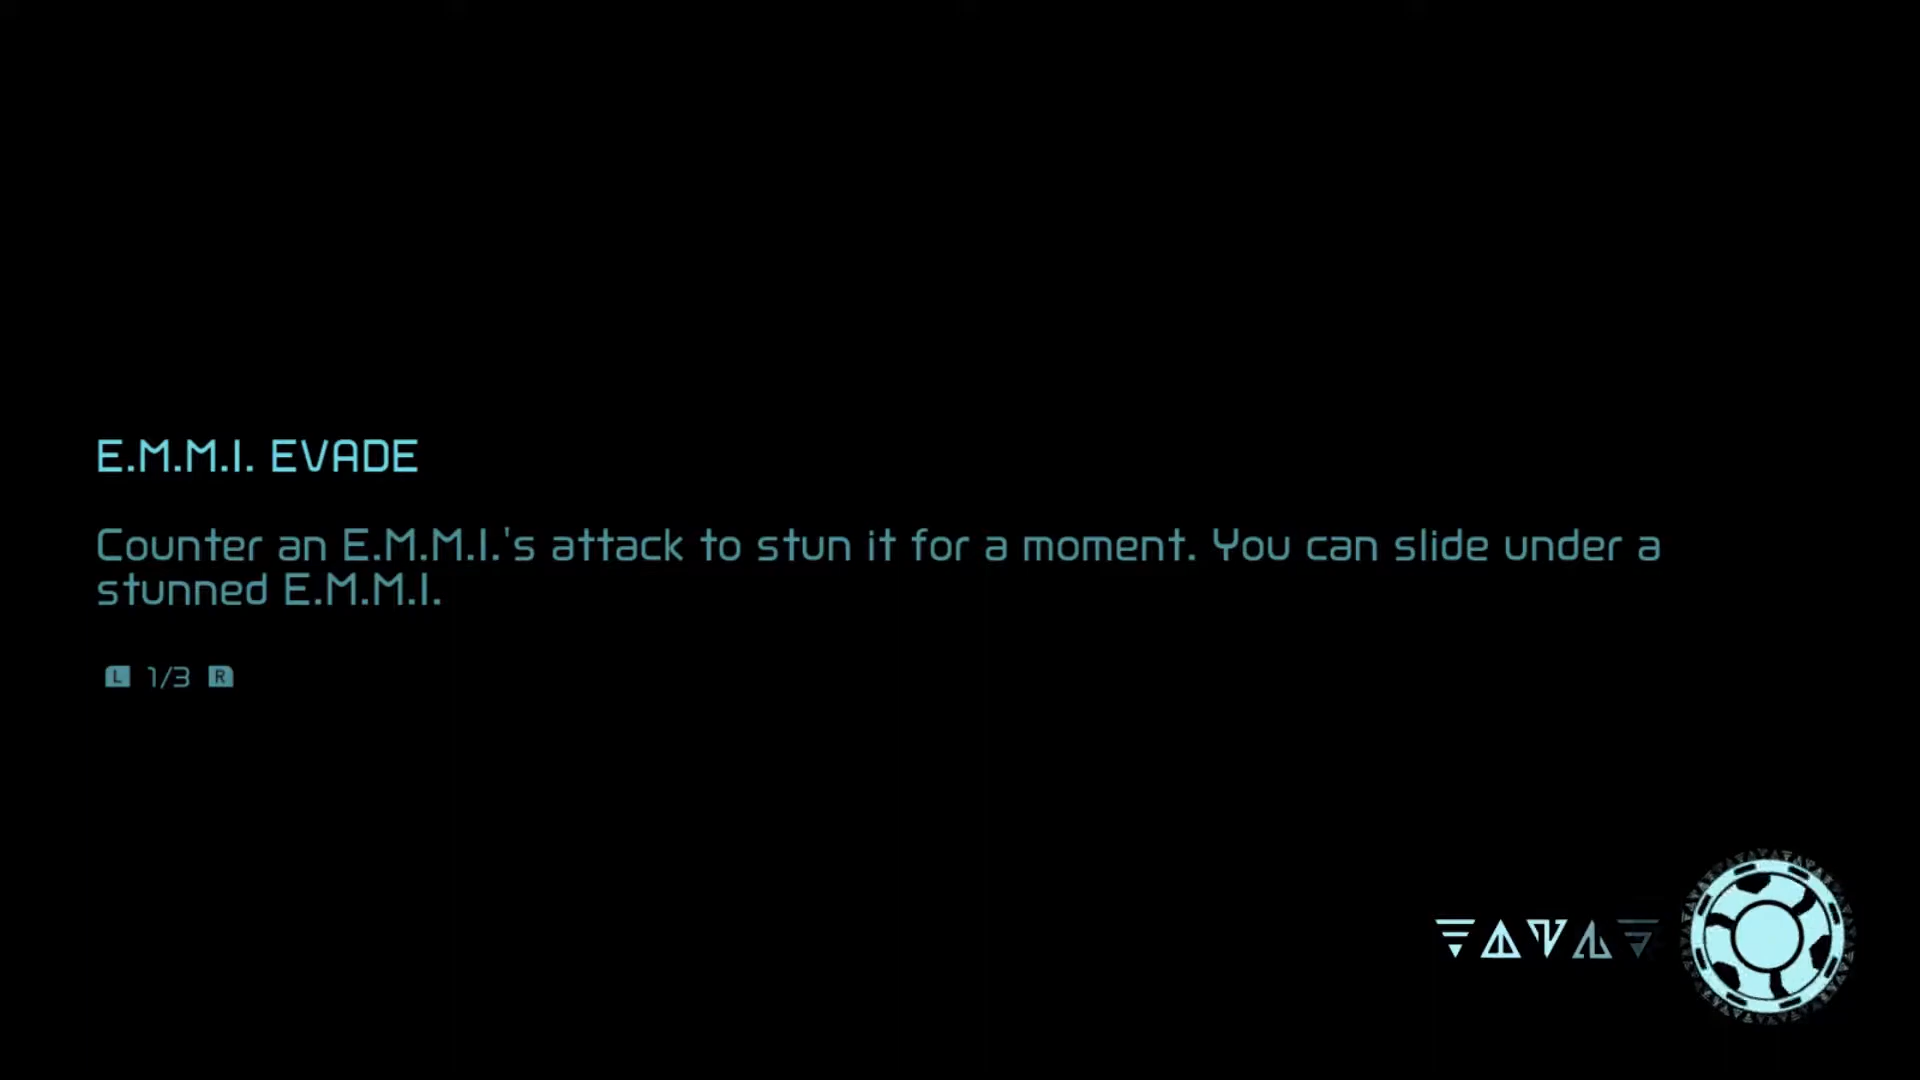 E.M.M.I. EVADE
Counter an E.M.M.I.'s attack to stun it for a moment. You can slide under a
stunned E.M.M.I.
L 1/3 R